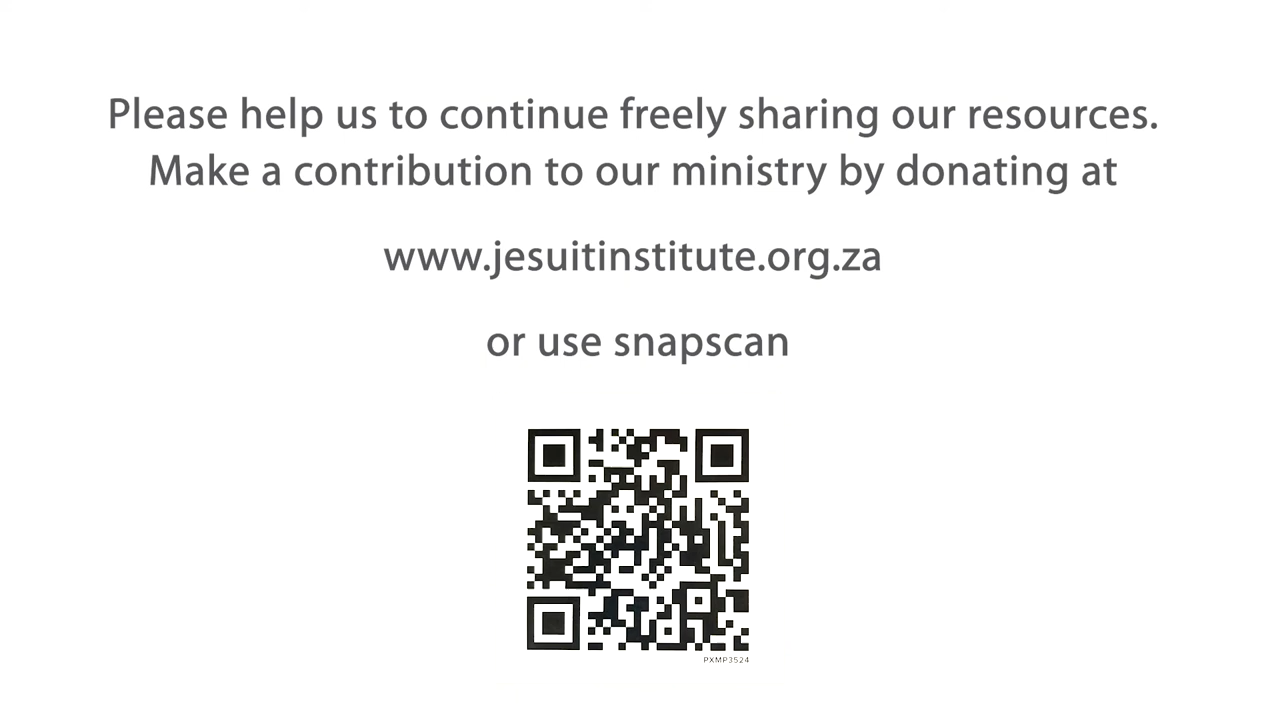 Please help us to continue freely sharing our resources.
Make a contribution to our ministry by donating at
www.jesuitinstitute.org.za
or use snapscan
PXMP3524